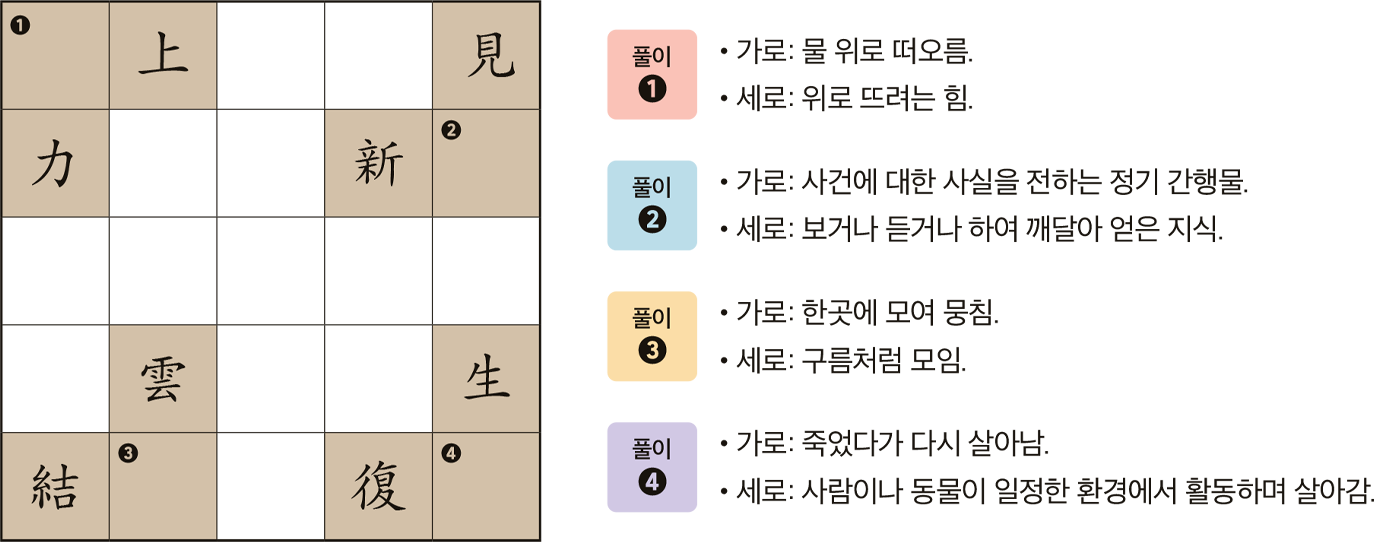 ❶ 上 見
力 新 ❷
雲 生
結 ❸ 復 ❹
풀이 ❶
• 가로: 물 위로 떠오름.
• 세로: 위로 뜨려는 힘.
풀이 ❷
• 가로: 사건에 대한 사실을 전하는 정기 간행물.
• 세로: 보거나 듣거나 하여 깨달아 얻은 지식.
풀이 ❸
• 가로: 한곳에 모여 뭉침.
• 세로: 구름처럼 모임.
풀이 ❹
• 가로: 죽었다가 다시 살아남.
• 세로: 사람이나 동물이 일정한 환경에서 활동하며 살아감.